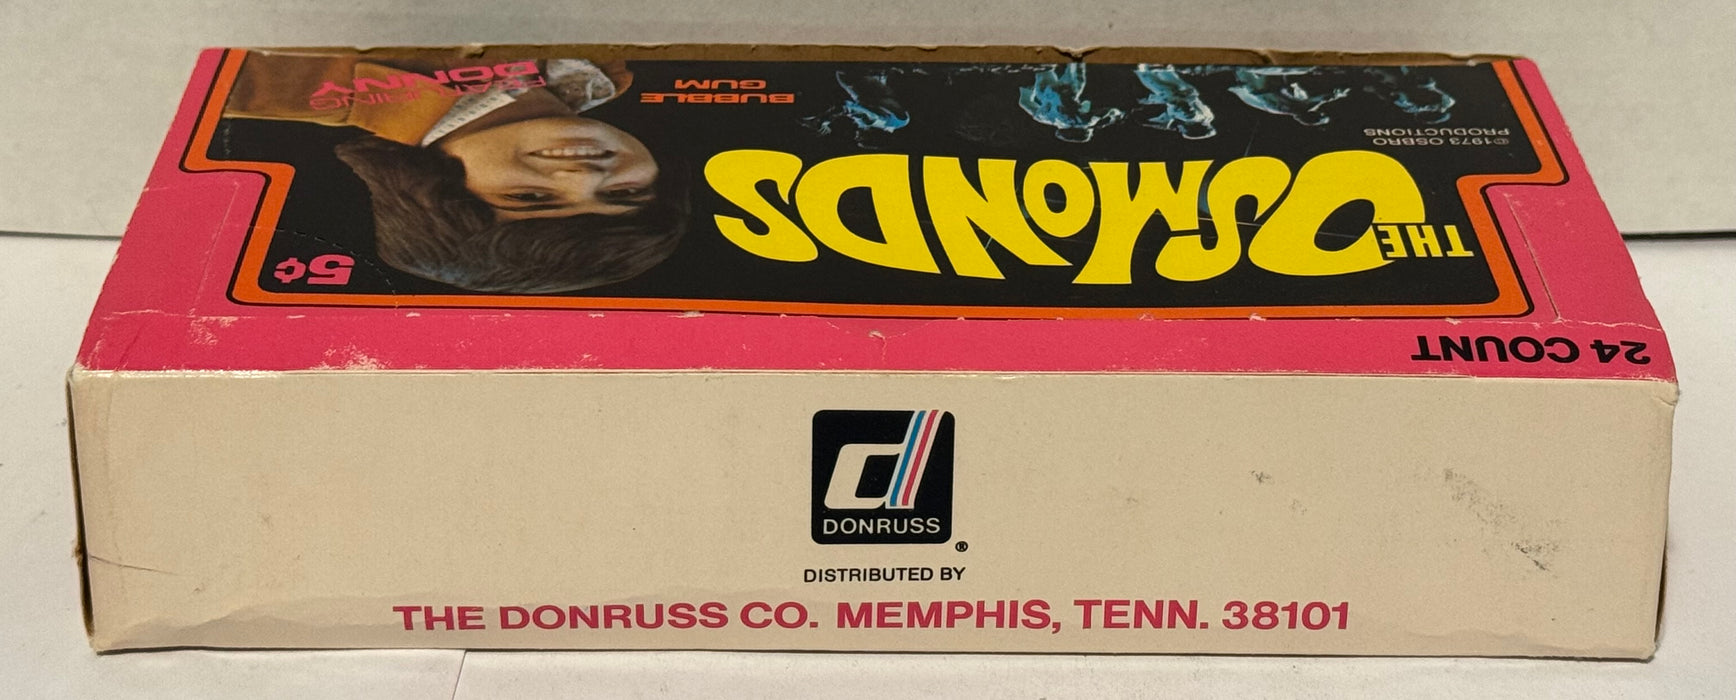 THE
OSMONDS
©1973 OSBRO
PRODUCTIONS
BUBBLE
GUM
FEATURING
DONNY
5¢
24 COUNT
d
DONRUSS
®
DISTRIBUTED BY
THE DONRUSS CO. MEMPHIS, TENN. 38101